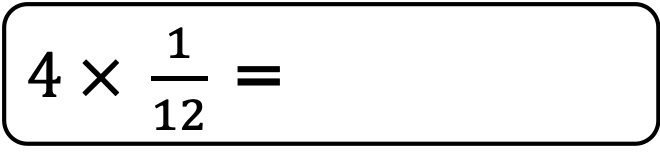 4 × 1/12 =